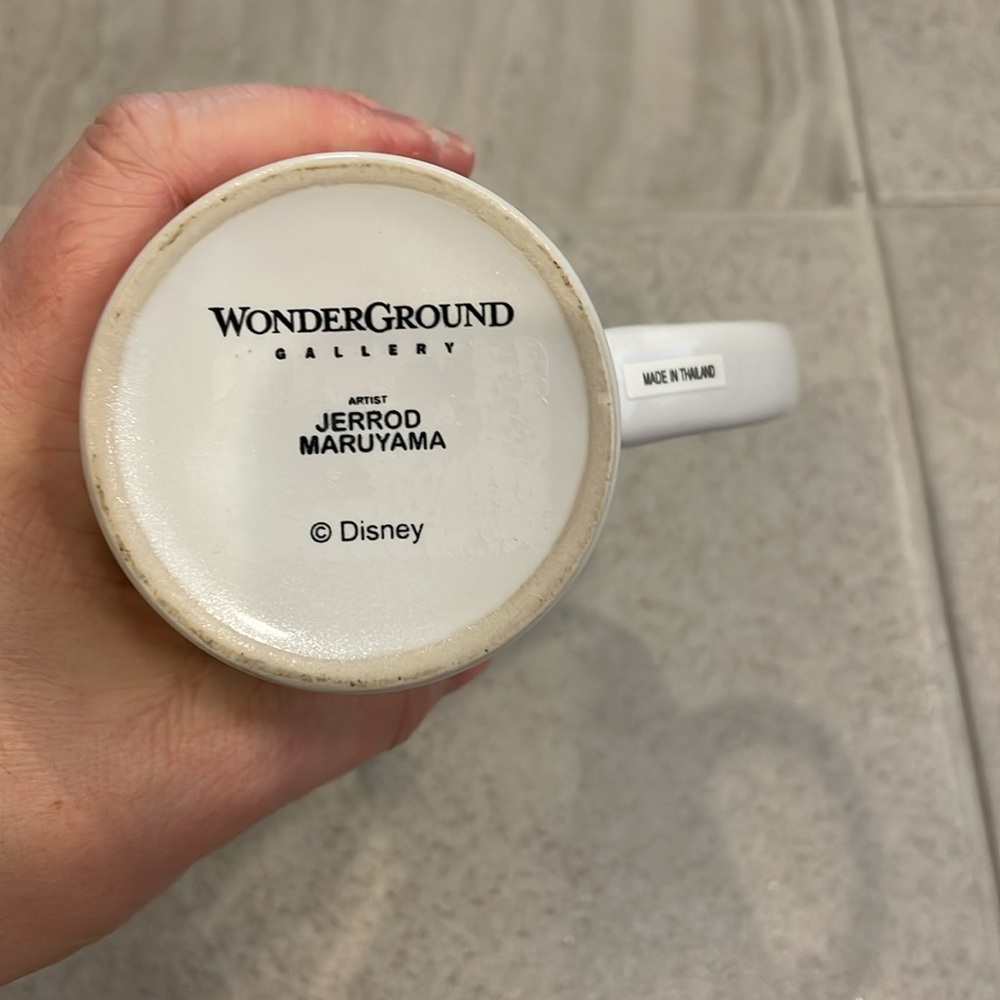 WONDERGROUND
GALLERY
ARTIST
JERROD
MARUYAMA
© Disney
MADE IN THAILAND